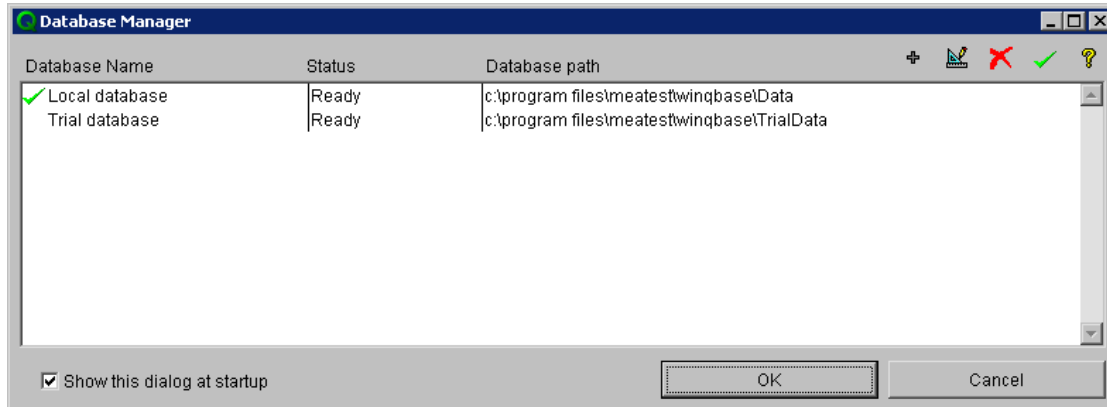 Database Manager
Database Name Status Database path
Local database Ready c:\program files\meatest\winqbase\Data
Trial database Ready c:\program files\meatest\winqbase\TrialData
Show this dialog at startup OK Cancel